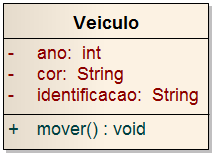 Veiculo
- ano: int
- cor: String
- identificacao: String
+ mover() : void